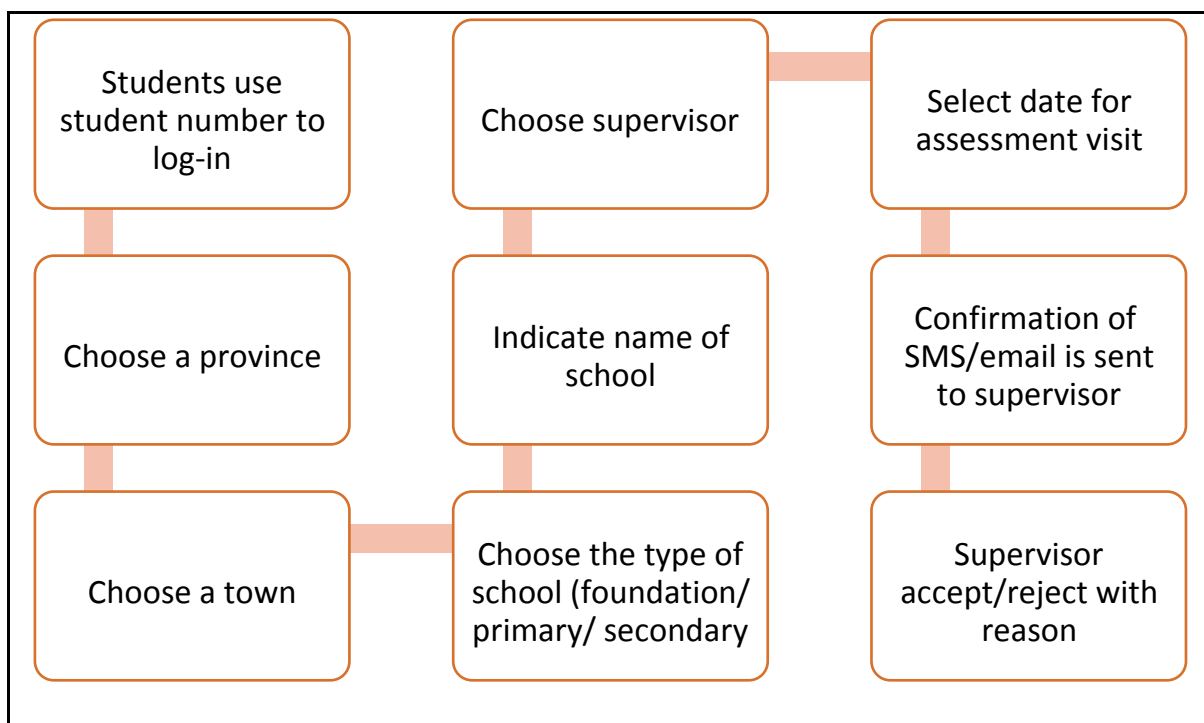 Students use
student number to
log-in
Choose a province
Choose a town
Choose the type of
school (foundation/
primary/ secondary
Indicate name of
school
Choose supervisor
Select date for
assessment visit
Confirmation of
SMS/email is sent
to supervisor
Supervisor
accept/reject with
reason